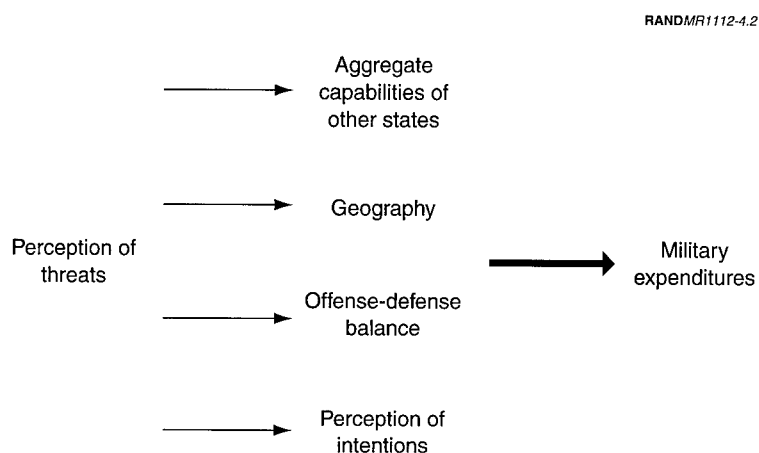 RANDMR1112-4.2
Aggregate
capabilities of
other states
Geography
Perception of
threats
Military
expenditures
Offense-defense
balance
Perception of
intentions